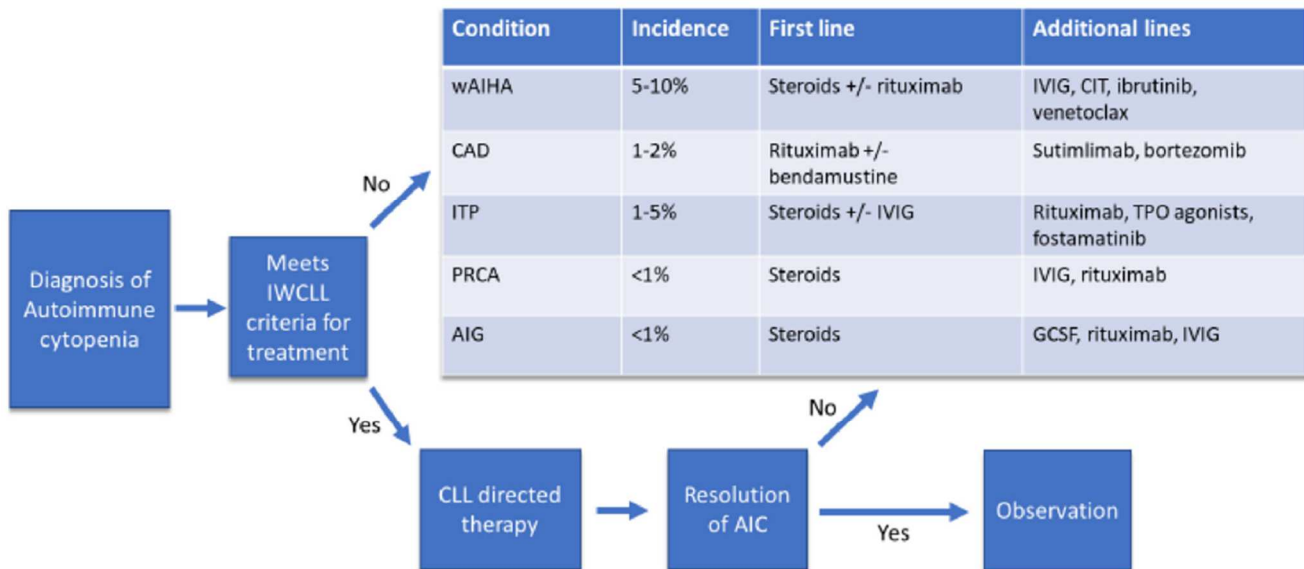 Condition Incidence First line Additional lines
wAIHA 5-10% Steroids +/- rituximab IVIG, CIT, ibrutinib,
venetoclax
CAD 1-2% Rituximab +/- Sutimlimab, bortezomib
bendamustine
ITP 1-5% Steroids +/- IVIG Rituximab, TPO agonists,
fostamatinib
PRCA <1% Steroids IVIG, rituximab
AIG <1% Steroids GCSF, rituximab, IVIG
Diagnosis of
Autoimmune
cytopenia
Meets
IWCLL
criteria for
treatment
No
Yes
CLL directed
therapy
Resolution
of AIC
No
Yes
Observation